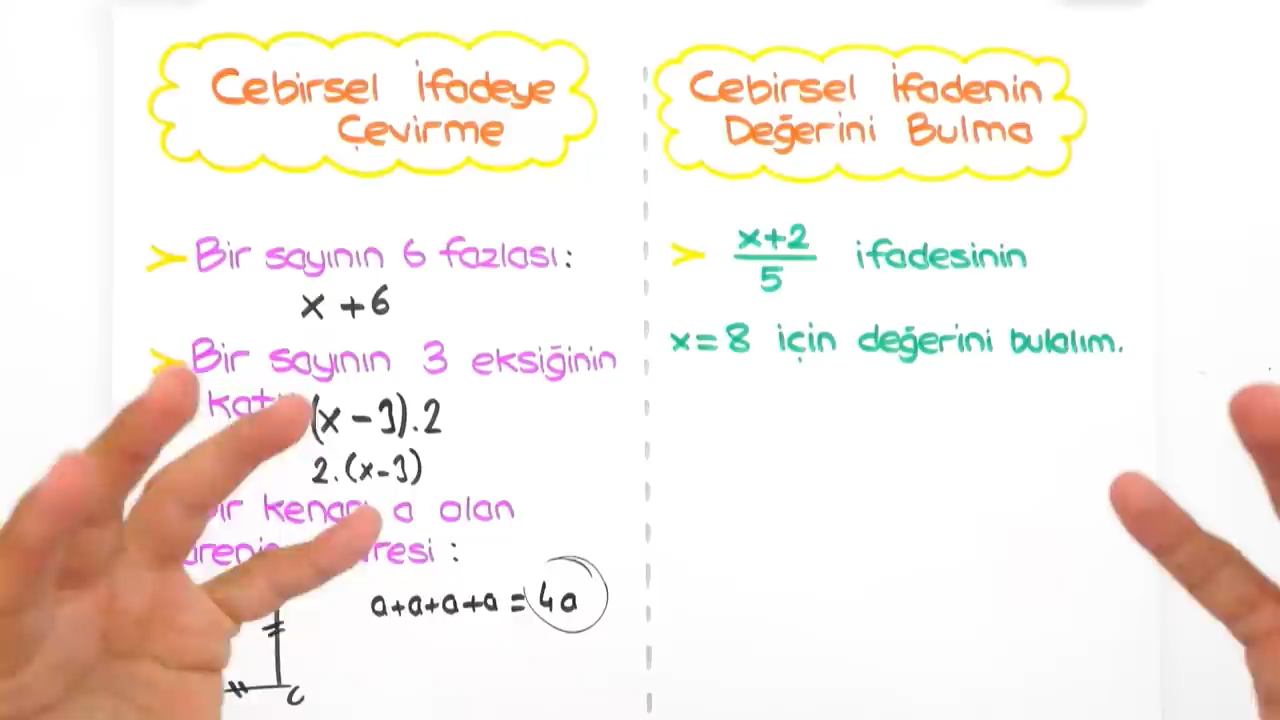 Cebirsel İfadeye
Çevirme
Bir sayının 6 fazlası:
x + 6
Bir sayının 3 eksiğinin
(x - 3).2
2.(x-3)
a olan
:
a+a+a+a = 4a
C
Cebirsel İfadenin
Değerini Bulma
x+2
5
ifadesinin
x=8 için değerini bulalım.